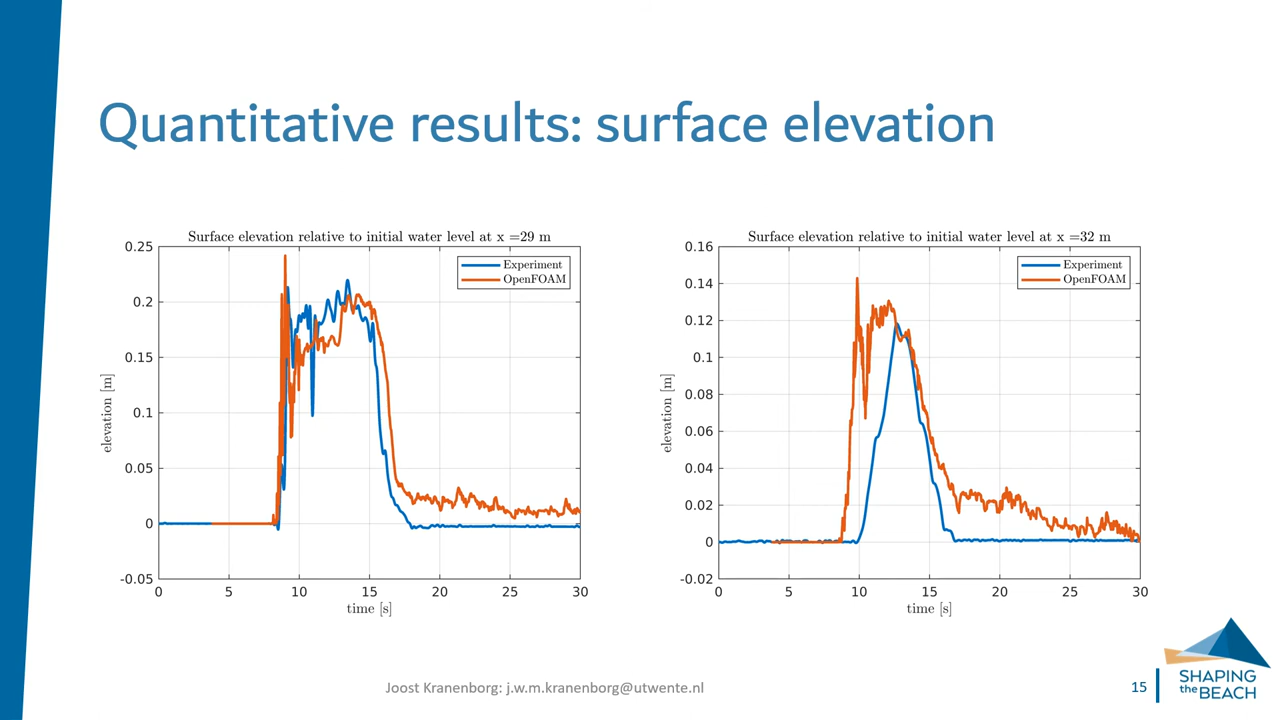 Quantitative results: surface elevation
Surface elevation relative to initial water level at x =29 m
0.25
0.2
0.15
0.1
0.05
0
-0.05
elevation [m]
Experiment
OpenFOAM
0 5 10 15 20 25 30
time [s]
Surface elevation relative to initial water level at x =32 m
0.16
0.14
0.12
0.1
0.08
0.06
0.04
0.02
0
-0.02
elevation [m]
Experiment
OpenFOAM
0 5 10 15 20 25 30
time [s]
Joost Kranenborg: j.w.m.kranenborg@utwente.nl
15
SHAPING
the BEACH